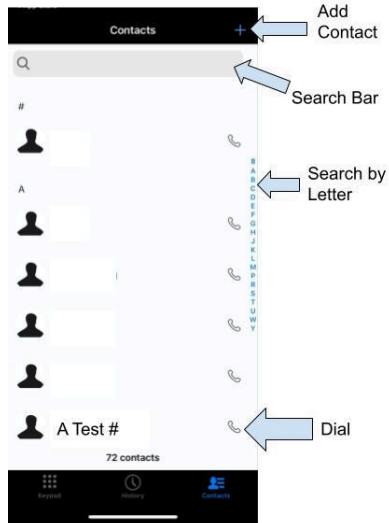 Add
Contact
Contacts
+
Search Bar
#
A
Search by
Letter
#
A
B
C
D
E
F
G
H
J
K
L
M
P
R
S
T
U
W
Y
A Test #
Dial
72 contacts
Keypad
History
Contacts